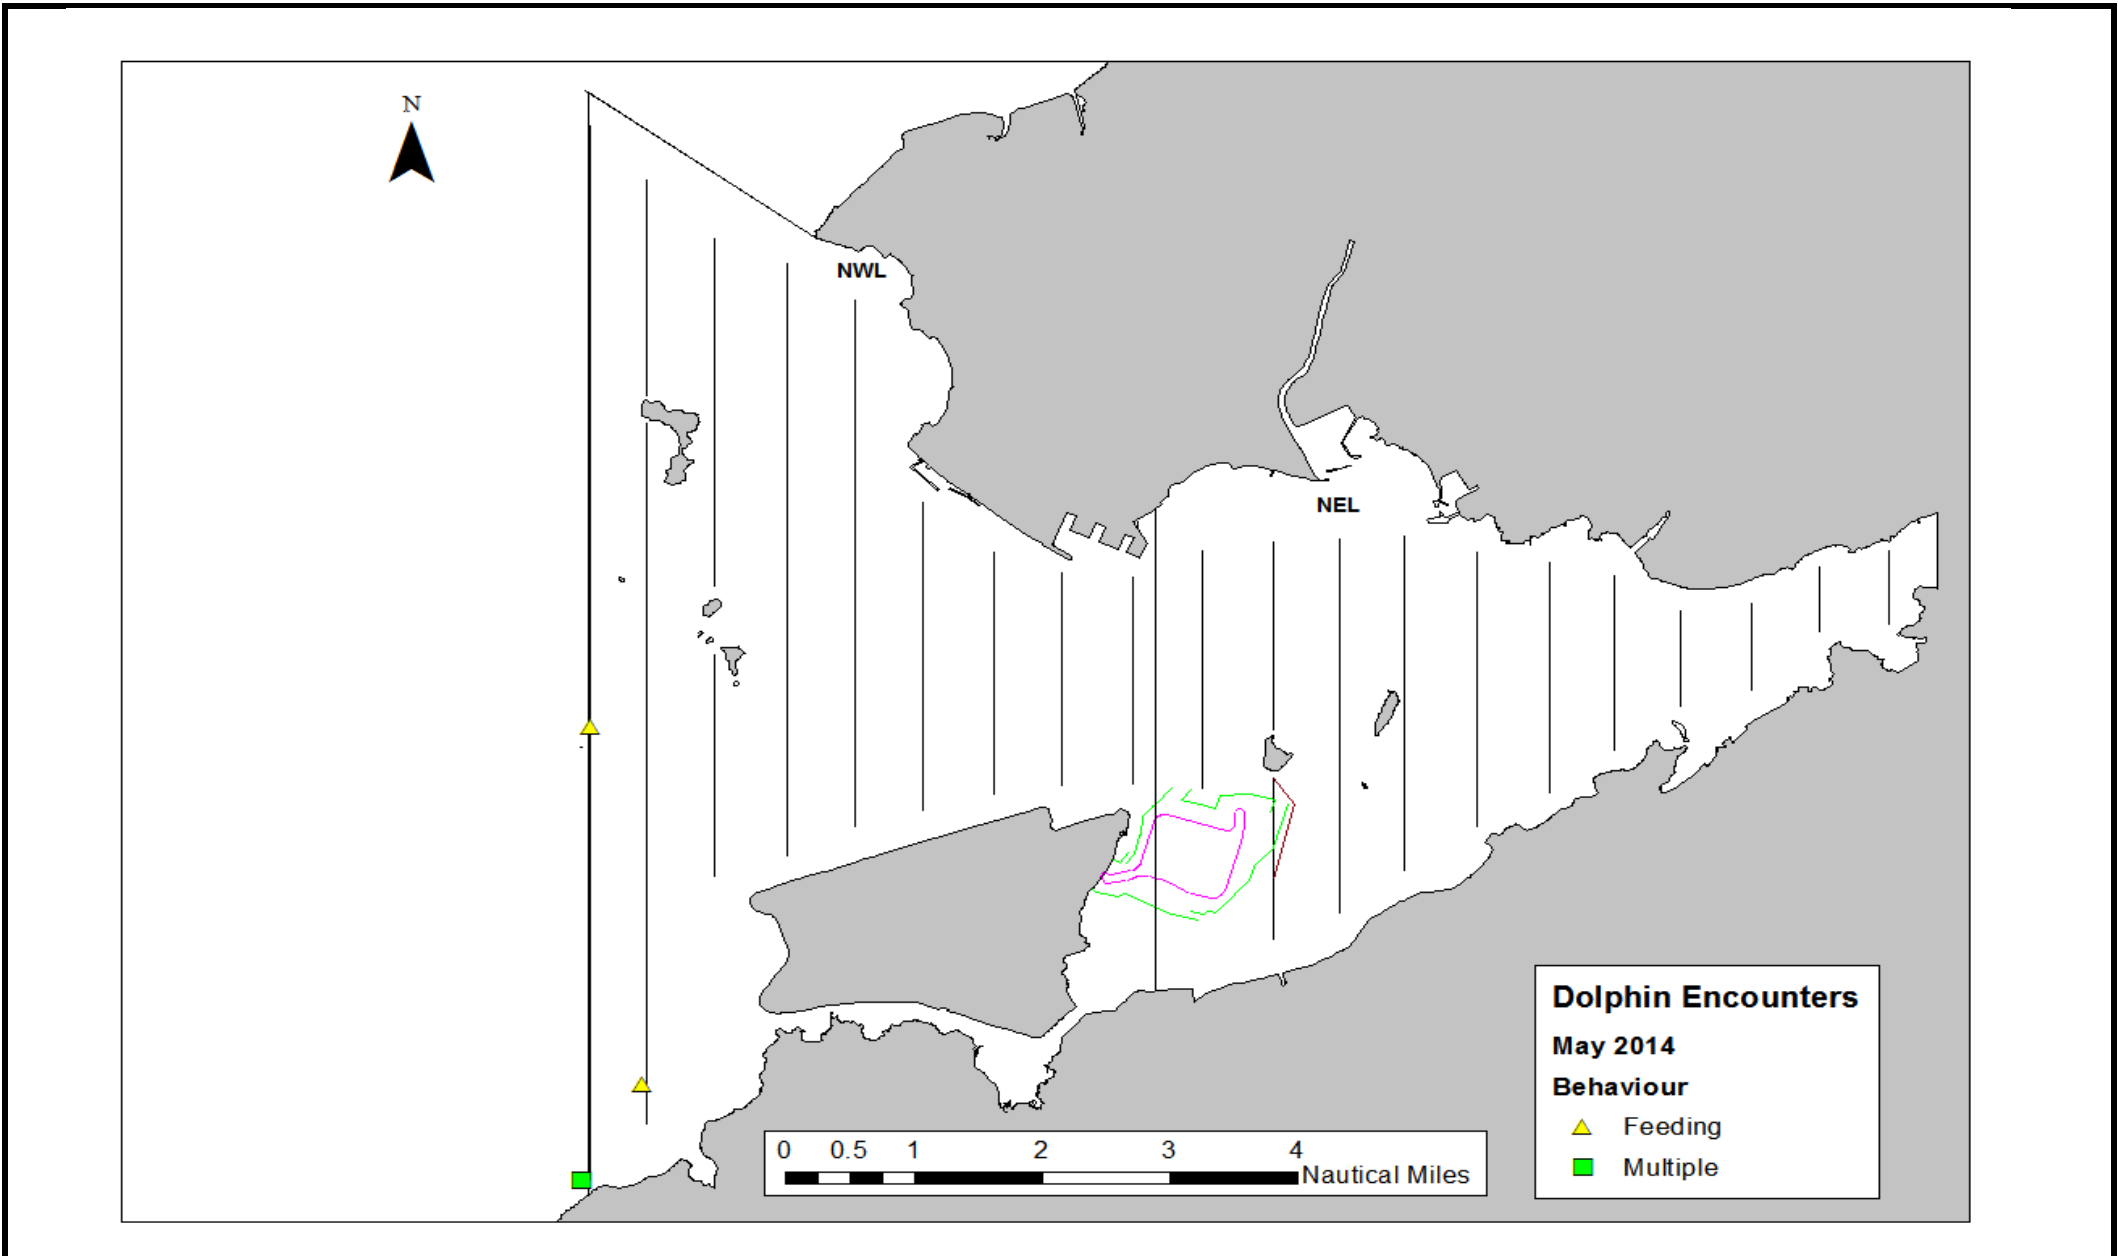 N
NWL
NEL
Dolphin Encounters
May 2014
Behaviour
Feeding
Multiple
0 0.5 1 2 3 4
Nautical Miles